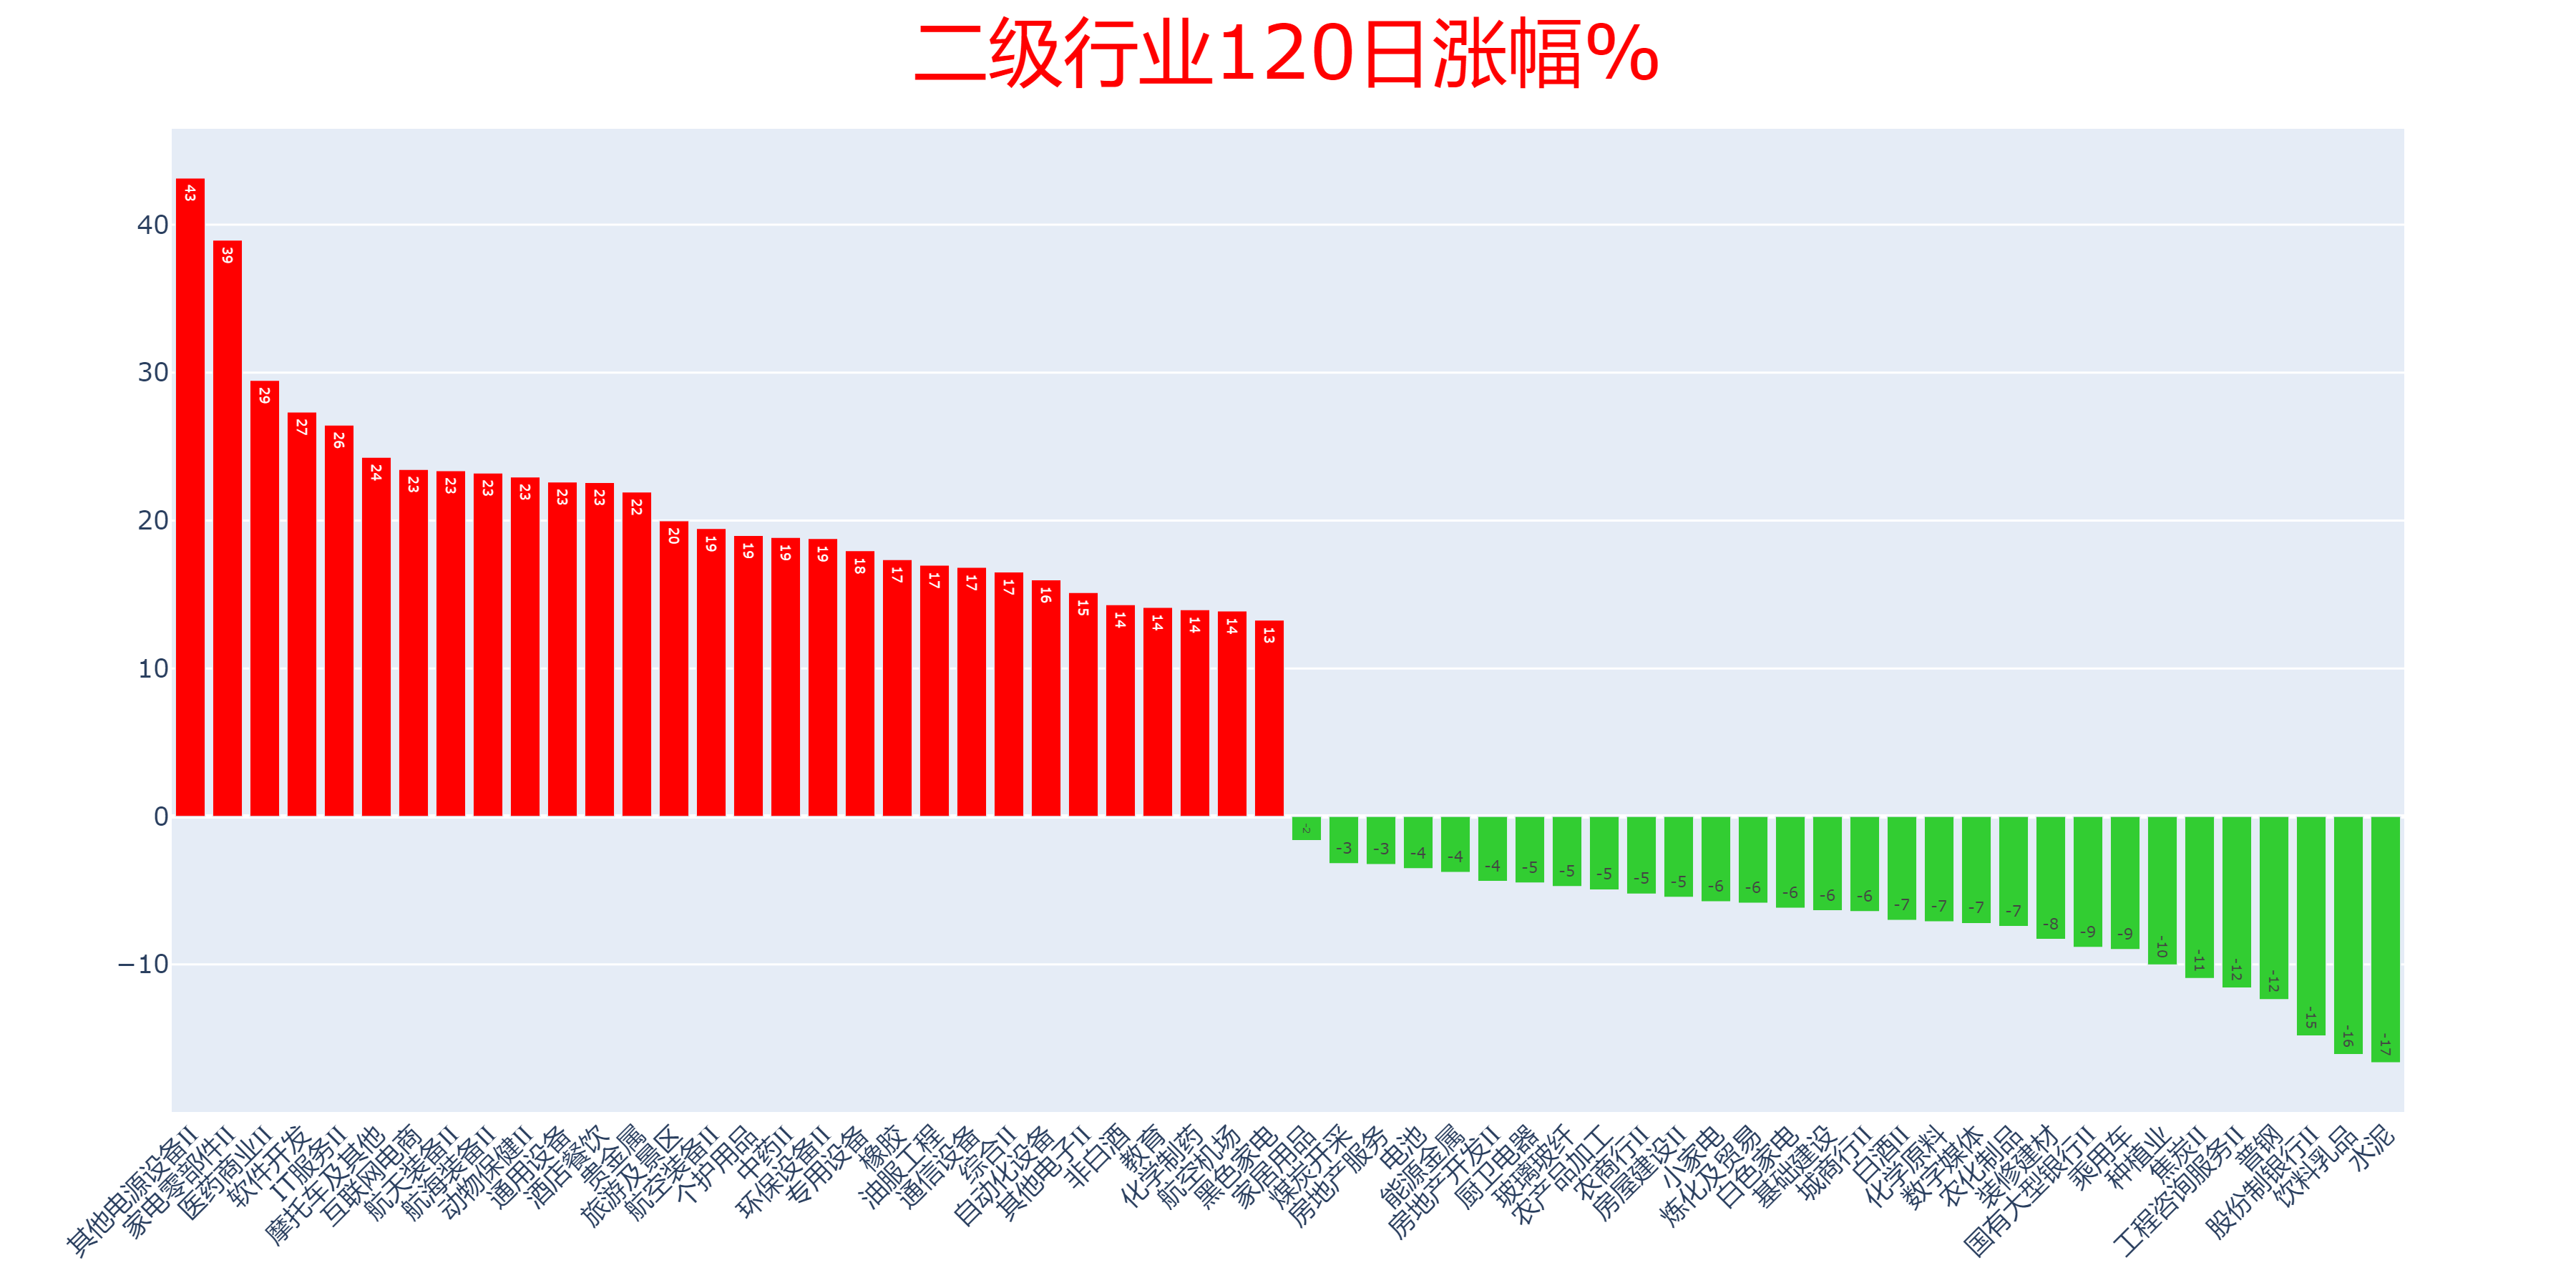 二级行业120日涨幅%
40
30
20
10
0
−10
43
39
29
27
26
24
23
23
23
23
23
23
22
20
19
19
19
19
18
17
17
17
17
16
15
14
14
14
14
13
-2
-3
-3
-4
-4
-4
-5
-5
-5
-5
-5
-6
-6
-6
-6
-6
-7
-7
-7
-7
-8
-9
-9
-10
-11
-12
-12
-15
-16
-17
其他电源设备II
家电零部件II
医药商业II
软件开发
IT服务II
摩托车及其他
互联网电商
航天装备II
航海装备II
动物保健II
通用设备
酒店餐饮
贵金属
旅游及景区
航空装备II
个护用品
中药II
环保设备II
专用设备
橡胶
油服工程
通信设备
综合II
自动化设备
其他电子II
非白酒
教育
化学制药
航空机场
黑色家电
家居用品
煤炭开采
房地产服务
电池
能源金属
房地产开发II
厨卫电器
玻璃玻纤
农产品加工
农商行II
房屋建设II
小家电
炼化及贸易
白色家电
基础建设
城商行II
白酒II
化学原料
数字媒体
农化制品
装修建材
国有大型银行II
乘用车
种植业
焦炭II
工程咨询服务II
普钢
股份制银行II
饮料乳品
水泥